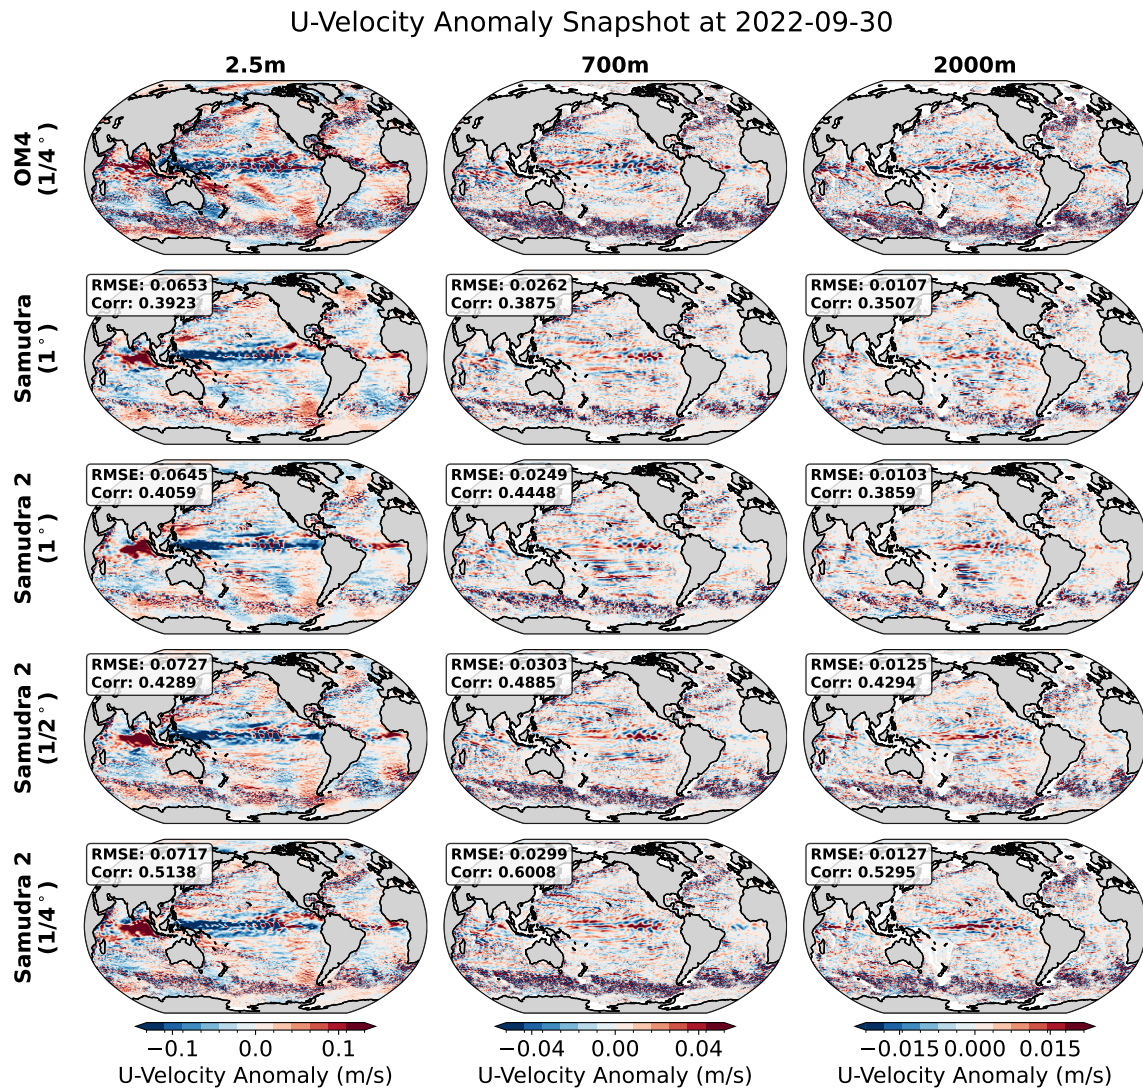 U-Velocity Anomaly Snapshot at 2022-09-30
2.5m
700m
2000m
OM4
(1/4°)
Samudra
(1°)
RMSE: 0.0653
Corr: 0.3923
RMSE: 0.0262
Corr: 0.3875
RMSE: 0.0107
Corr: 0.3507
Samudra 2
(1°)
RMSE: 0.0645
Corr: 0.4059
RMSE: 0.0249
Corr: 0.4448
RMSE: 0.0103
Corr: 0.3859
Samudra 2
(1/2°)
RMSE: 0.0727
Corr: 0.4289
RMSE: 0.0303
Corr: 0.4885
RMSE: 0.0125
Corr: 0.4294
Samudra 2
(1/4°)
RMSE: 0.0717
Corr: 0.5138
RMSE: 0.0299
Corr: 0.6008
RMSE: 0.0127
Corr: 0.5295
−0.1 0.0 0.1
U-Velocity Anomaly (m/s)
−0.04 0.00 0.04
U-Velocity Anomaly (m/s)
−0.015 0.000 0.015
U-Velocity Anomaly (m/s)